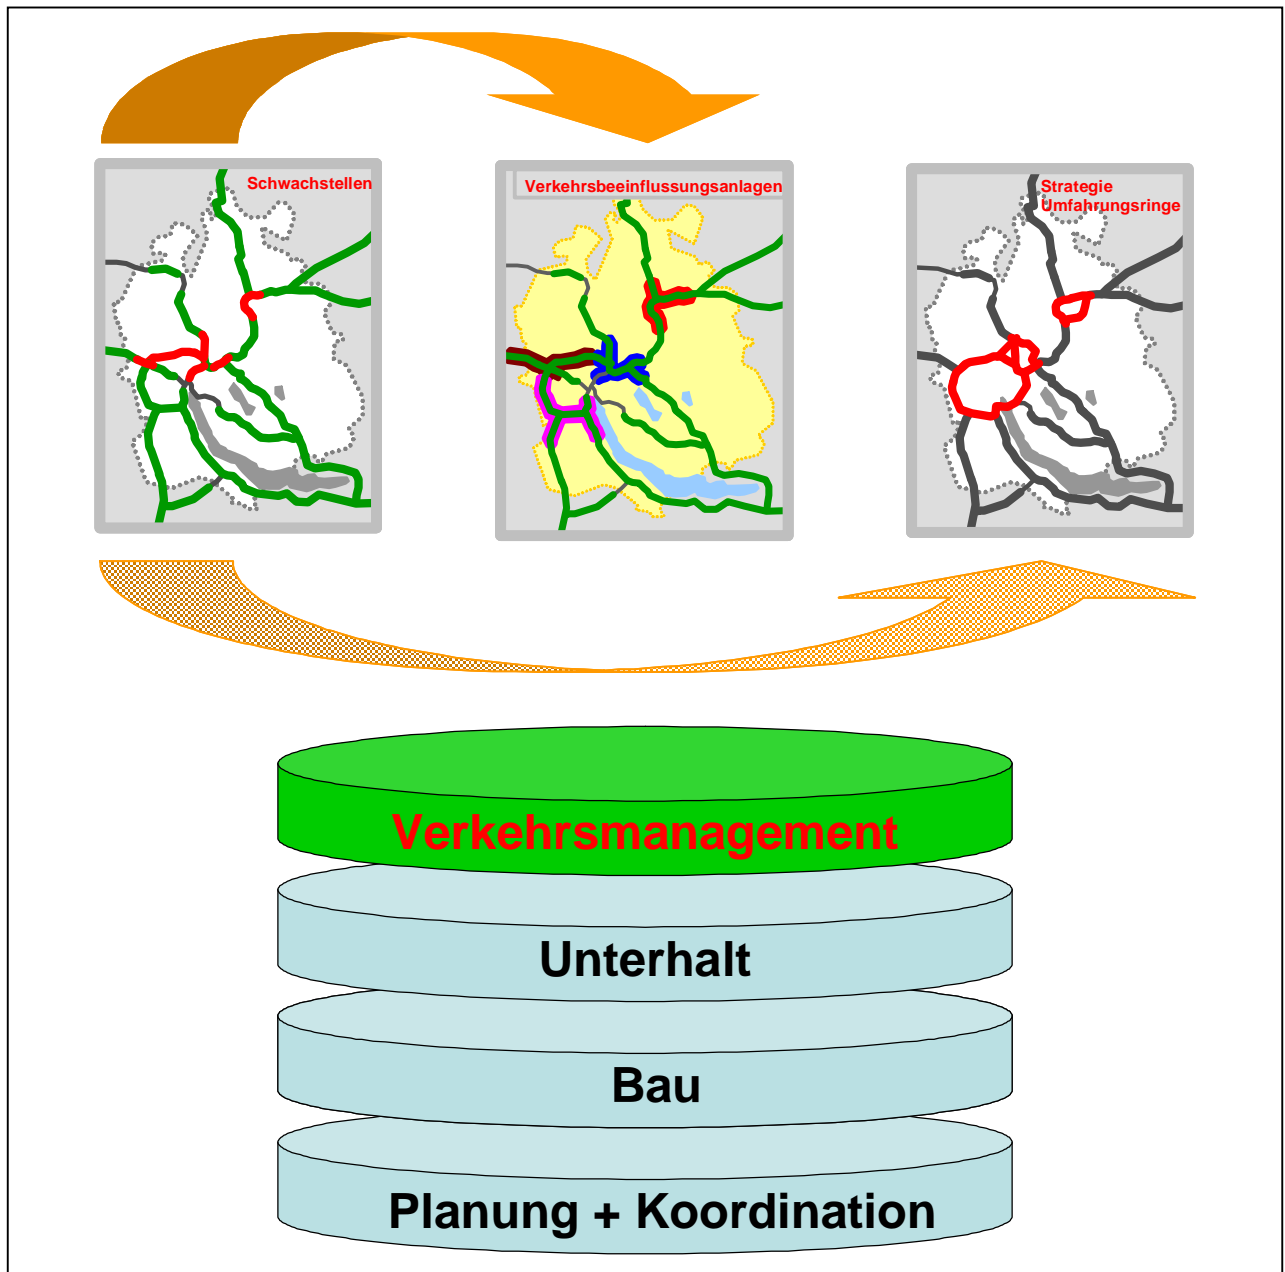 Schwachstellen
Verkehrsbeeinflussungsanlagen
Strategie
Umfahrungsringe
Verkehrsmanagement
Unterhalt
Bau
Planung + Koordination